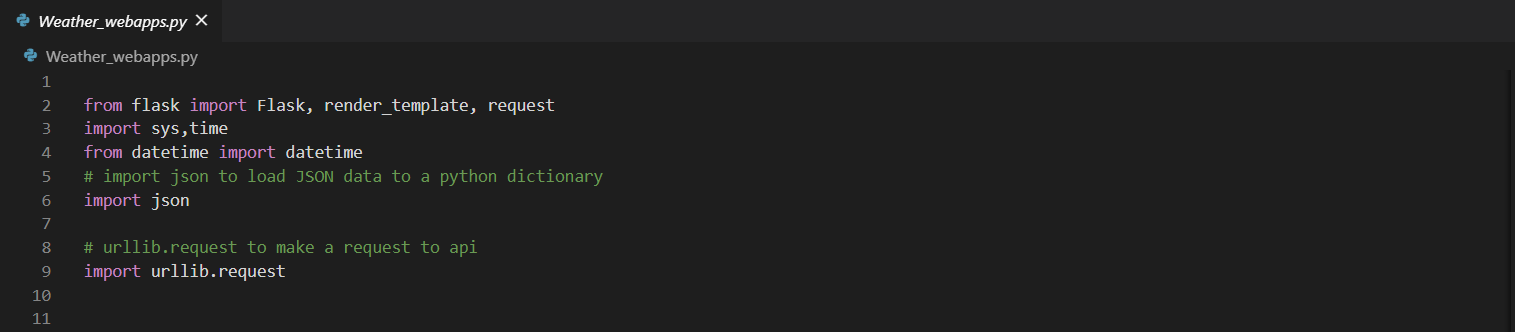 Weather_webapps.py
Weather_webapps.py
1
2 from flask import Flask, render_template, request
3 import sys,time
4 from datetime import datetime
5 # import json to load JSON data to a python dictionary
6 import json
7
8 # urllib.request to make a request to api
9 import urllib.request
10
11